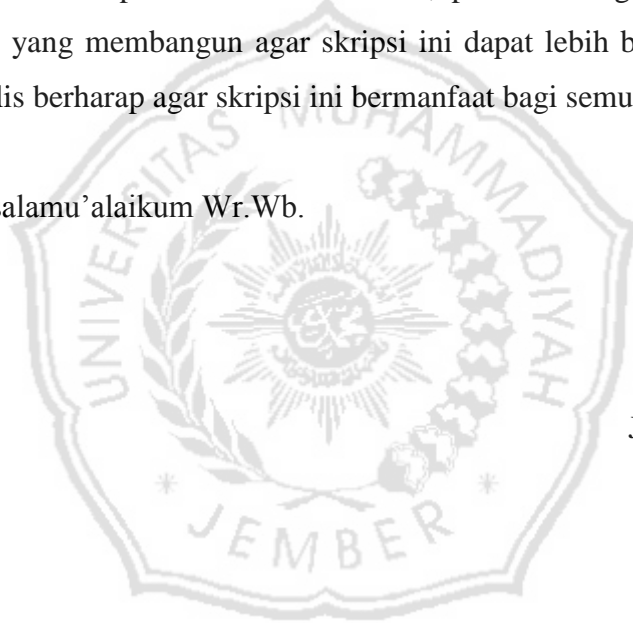 yang membangun agar skripsi ini dapat lebih b
lis berharap agar skripsi ini bermanfaat bagi semu
salamu’alaikum Wr.Wb.
UNIVERSITAS MUHAMMADIYAH
J
JEMBER